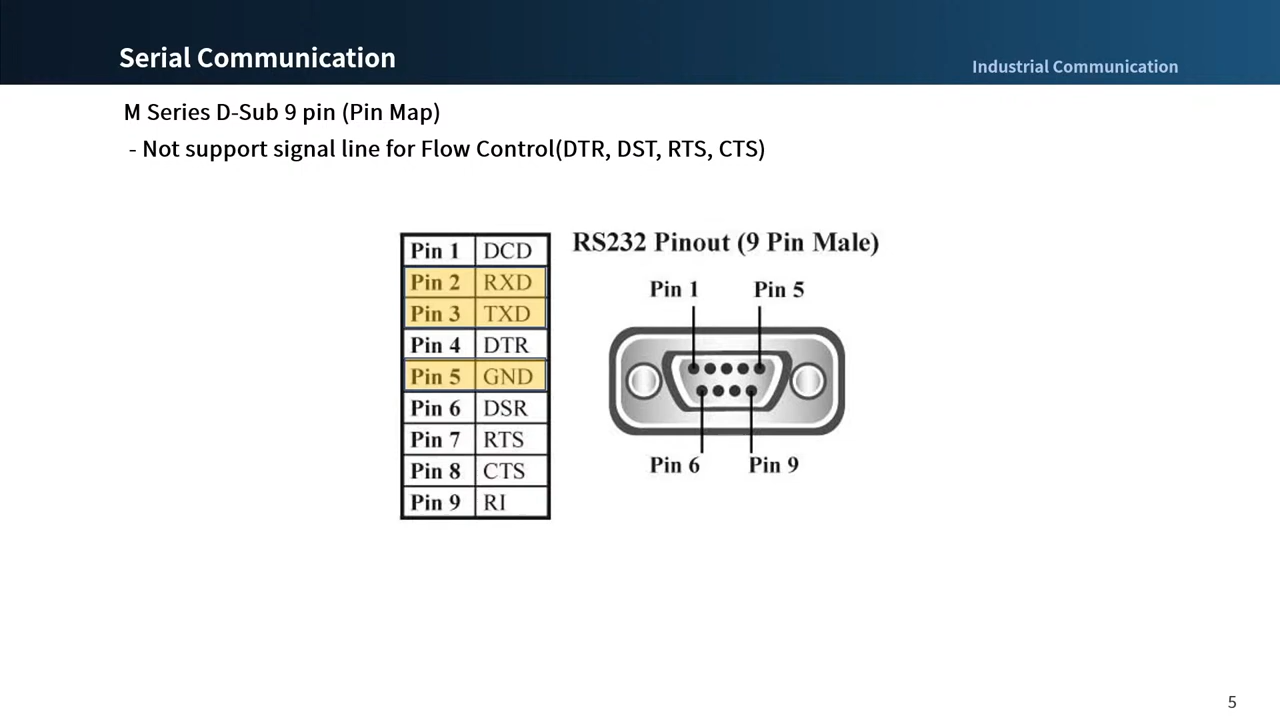 Serial Communication
Industrial Communication
M Series D-Sub 9 pin (Pin Map)
- Not support signal line for Flow Control(DTR, DST, RTS, CTS)
Pin 1 DCD
Pin 2 RXD
Pin 3 TXD
Pin 4 DTR
Pin 5 GND
Pin 6 DSR
Pin 7 RTS
Pin 8 CTS
Pin 9 RI
RS232 Pinout (9 Pin Male)
Pin 1 Pin 5
Pin 6 Pin 9
5